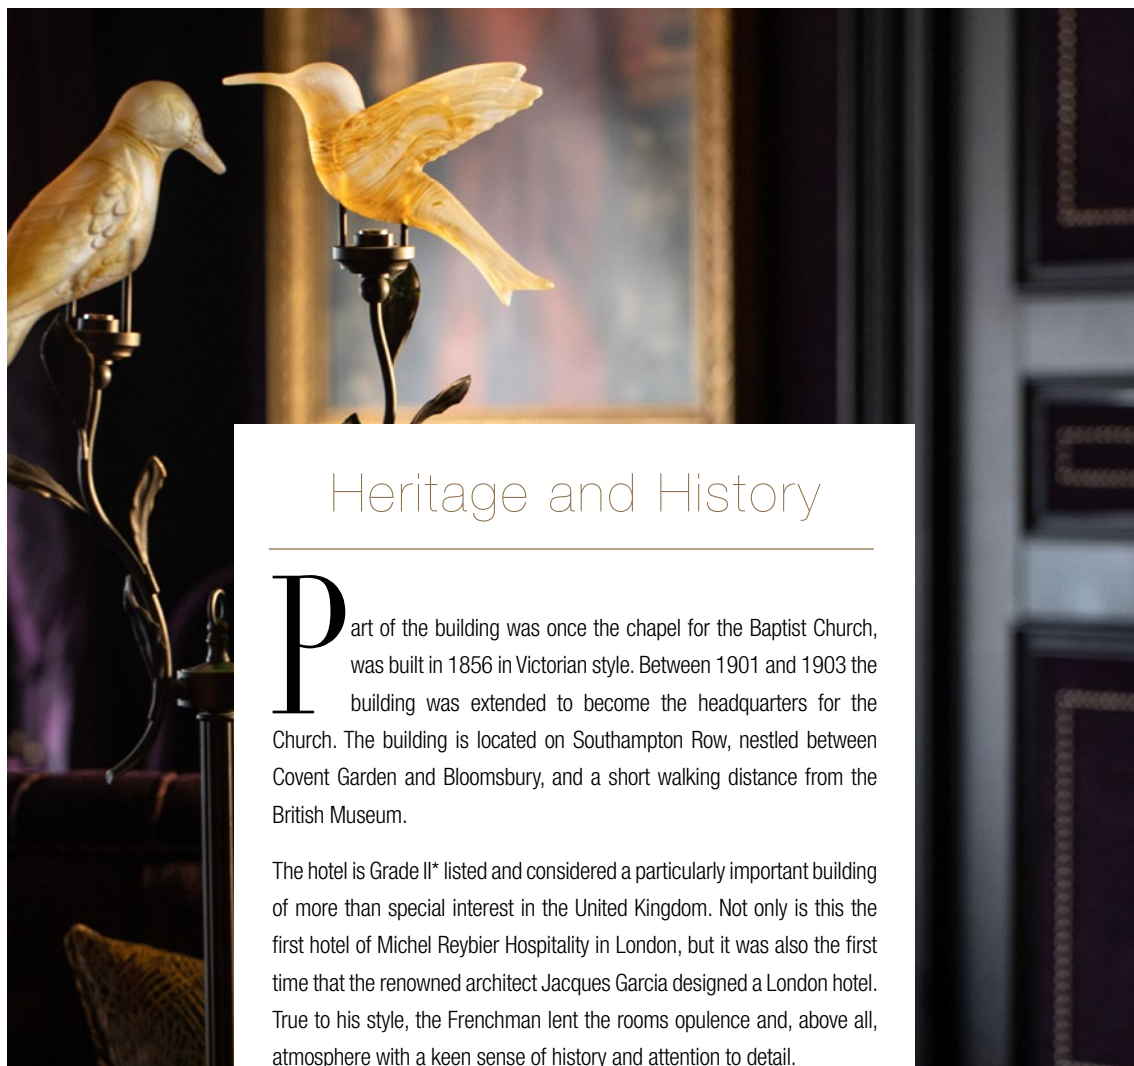 Heritage and History
Part of the building was once the chapel for the Baptist Church,
was built in 1856 in Victorian style. Between 1901 and 1903 the
building was extended to become the headquarters for the
Church. The building is located on Southampton Row, nestled between
Covent Garden and Bloomsbury, and a short walking distance from the
British Museum.
The hotel is Grade II* listed and considered a particularly important building
of more than special interest in the United Kingdom. Not only is this the
first hotel of Michel Reybier Hospitality in London, but it was also the first
time that the renowned architect Jacques Garcia designed a London hotel.
True to his style, the Frenchman lent the rooms opulence and, above all,
atmosphere with a keen sense of history and attention to detail.